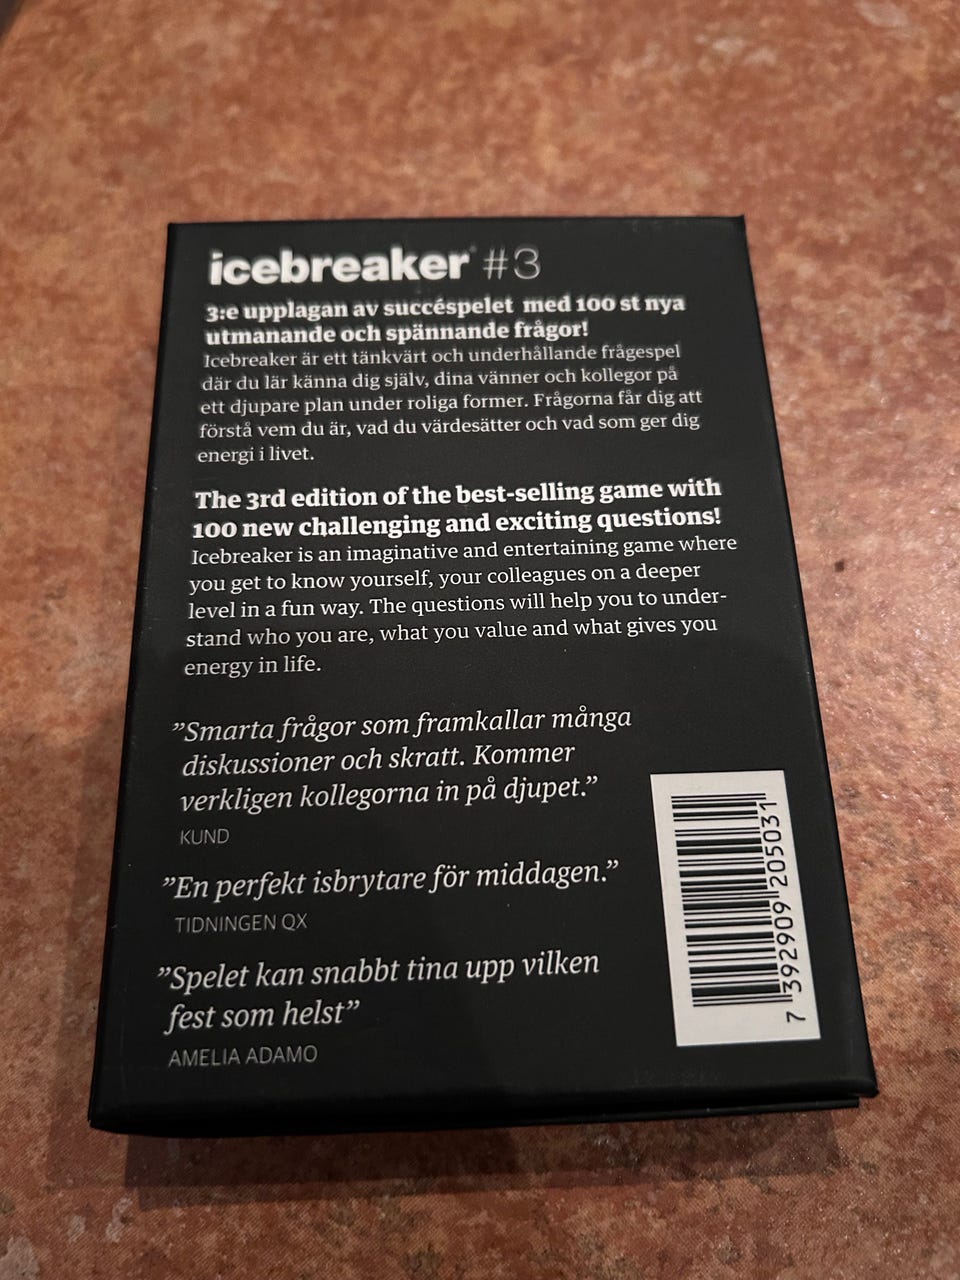 icebreaker® #3
3:e upplagan av succéspelet med 100 st nya
utmanande och spännande frågor!
Icebreaker är ett tänkvärt och underhållande frågespel
där du lär känna dig själv, dina vänner och kollegor på
ett djupare plan under roliga former. Frågorna får dig att
förstå vem du är, vad du värdesätter och vad som ger dig
energi i livet.
The 3rd edition of the best-selling game with
100 new challenging and exciting questions!
Icebreaker is an imaginative and entertaining game where
you get to know yourself, your colleagues on a deeper
level in a fun way. The questions will help you to under-
stand who you are, what you value and what gives you
energy in life.
”Smarta frågor som framkallar många
diskussioner och skratt. Kommer
verkligen kollegorna in på djupet.”
KUND
”En perfekt isbrytare för middagen.”
TIDNINGEN QX
”Spelet kan snabbt tina upp vilken
fest som helst”
AMELIA ADAMO
7 392909 205031